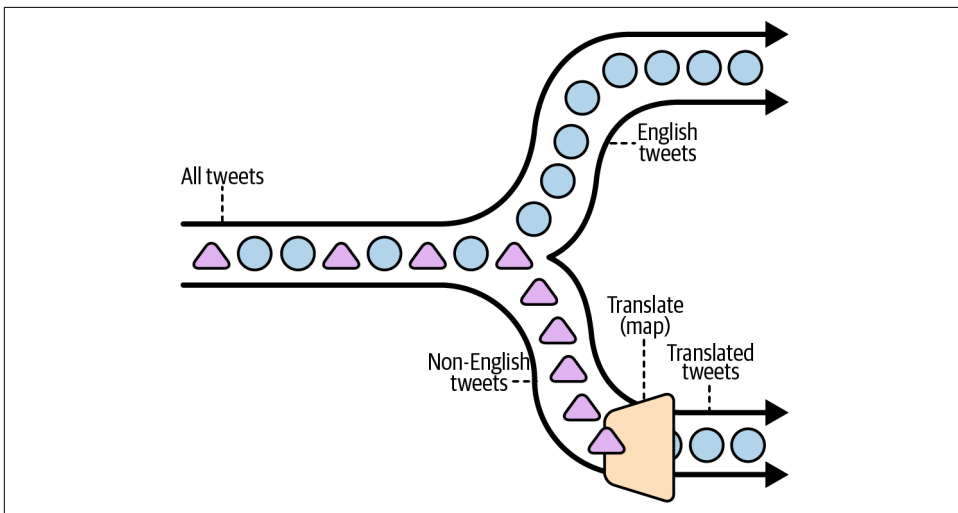 English
tweets
All tweets
Translate
(map)
Non-English
tweets
Translated
tweets